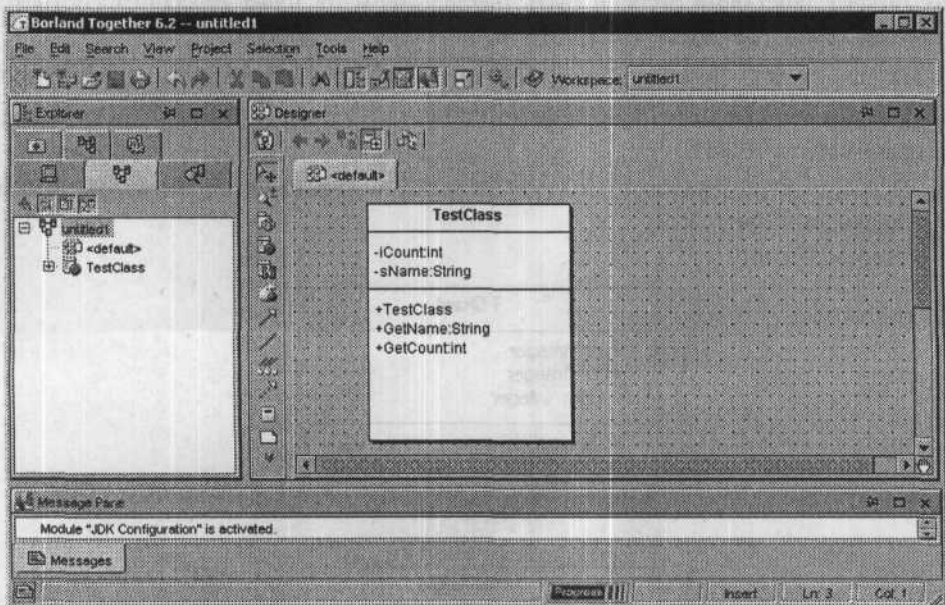 Borland Together 6.2 -- untitled1
File Edit Search View Project Selection Tools Help
Workspace: untitled1
Explorer
Designer
<default>
untitled1
<default>
TestClass
TestClass
-iCount:int
-sName:String
+TestClass
+GetName:String
+GetCount:int
Message Pane
Module "JDK Configuration" is activated.
Messages
Progress
Insert
Ln: 3
Col: 1